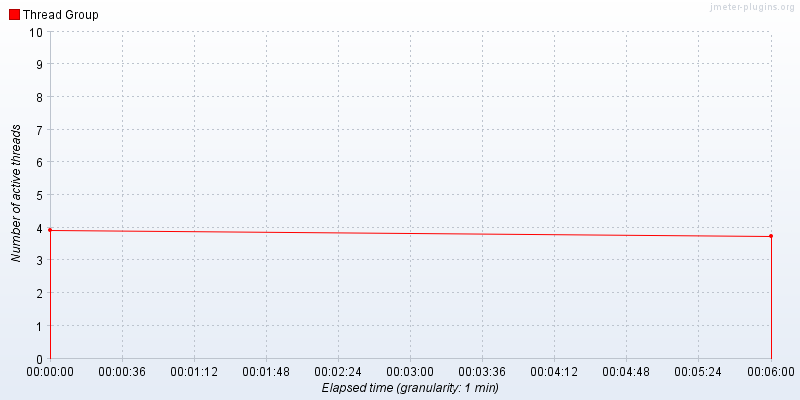 jmeter-plugins.org
Thread Group
10
9
8
7
6
5
4
3
2
1
0
Number of active threads
00:00:00 00:00:36 00:01:12 00:01:48 00:02:24 00:03:00 00:03:36 00:04:12 00:04:48 00:05:24 00:06:00
Elapsed time (granularity: 1 min)